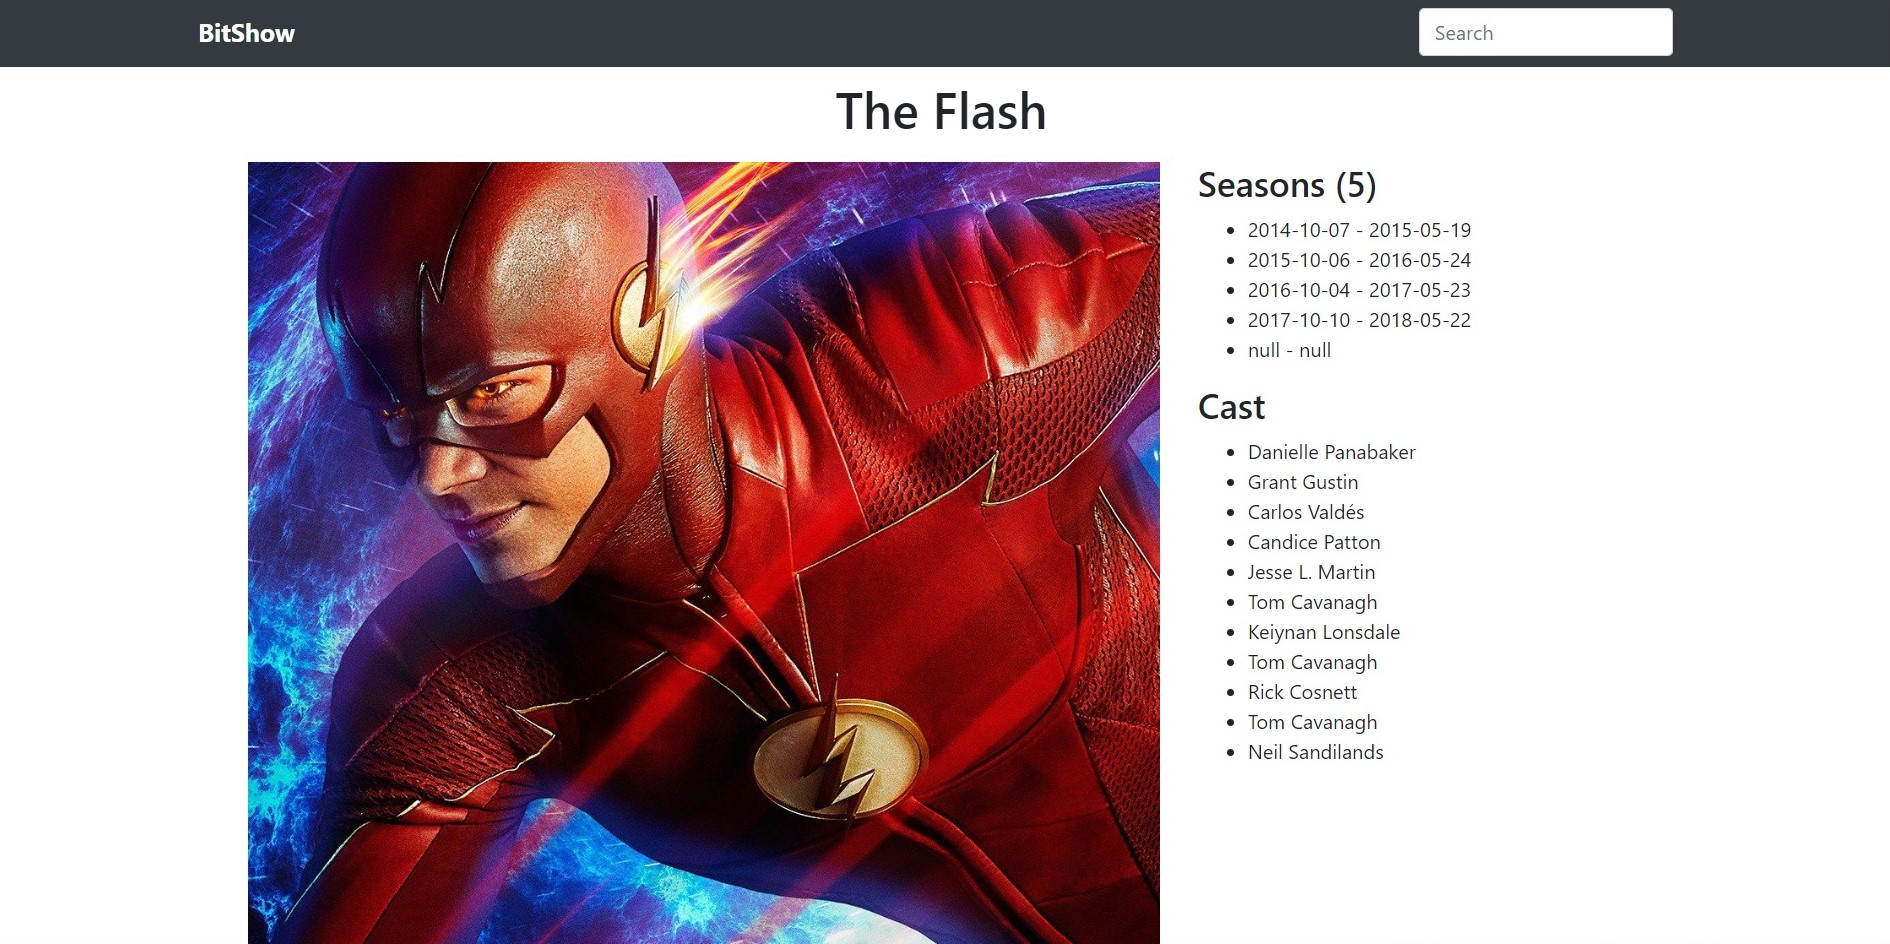 BitShow
Search
The Flash
Seasons (5)
2014-10-07 - 2015-05-19
2015-10-06 - 2016-05-24
2016-10-04 - 2017-05-23
2017-10-10 - 2018-05-22
null - null
Cast
Danielle Panabaker
Grant Gustin
Carlos Valdés
Candice Patton
Jesse L. Martin
Tom Cavanagh
Keiynan Lonsdale
Tom Cavanagh
Rick Cosnett
Tom Cavanagh
Neil Sandilands